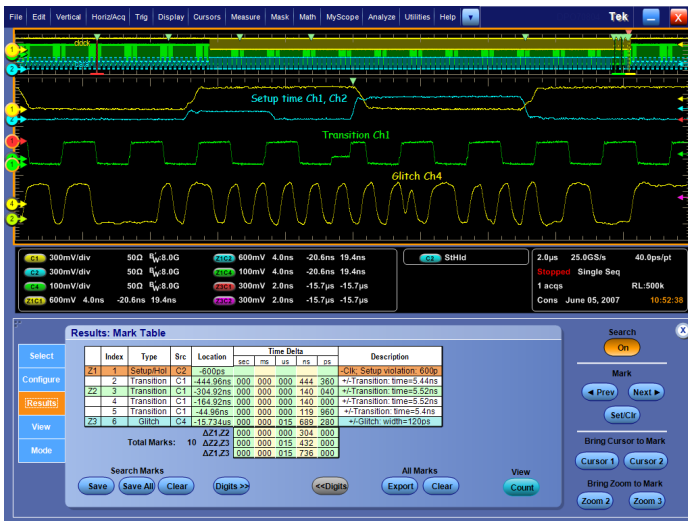 File Edit Vertical Horiz/Acq Trig Display Cursors Measure Mask Math MyScope Analyze Utilities Help Tek X
clock
Setup time Ch1, Ch2
Transition Ch1
Glitch Ch4
C1 300mV/div 50Ω BW:8.0G Z1C3 600mV 4.0ns -20.6ns 19.4ns C2 StHld 2.0µs 25.0GS/s 40.0ps/pt
C3 300mV/div 50Ω BW:8.0G Z1C4 100mV 4.0ns -20.6ns 19.4ns Stopped Single Seq
C4 100mV/div 50Ω BW:8.0G Z3C1 300mV 2.0ns -15.7µs -15.7µs 1 acqs RL:500k
Z1C1 600mV 4.0ns -20.6ns 19.4ns Z3C3 300mV 2.0ns -15.7µs -15.7µs Cons June 05, 2007 10:52:38
Results: Mark Table
Search
On
Mark
Prev Next
Set/Clr
Bring Cursor to Mark
Cursor 1 Cursor 2
Bring Zoom to Mark
Zoom 2 Zoom 3
Select
Configure
Results
View
Mode
Index Type Src Location Time Delta Description
sec ms us ns ps
Z1 1 Setup/Hol C2 -600ps -Clk; Setup violation: 600p
2 Transition C1 -444.96ns 000 000 000 444 360 +/-Transition: time=5.44ns
Z2 3 Transition C1 -304.92ns 000 000 000 140 040 +/-Transition: time=5.52ns
4 Transition C1 -164.92ns 000 000 000 140 000 +/-Transition: time=5.52ns
5 Transition C1 -44.96ns 000 000 000 119 960 +/-Transition: time=5.4ns
Z3 6 Glitch C4 -15.734us 000 000 015 689 280 +/-Glitch: width=120ps
ΔZ1,Z2 000 000 000 304 000
Total Marks: 10 ΔZ2,Z3 000 000 015 432 000
ΔZ1,Z3 000 000 015 736 000
Search Marks All Marks View
Save Save All Clear Digits >> <<Digits Export Clear Count